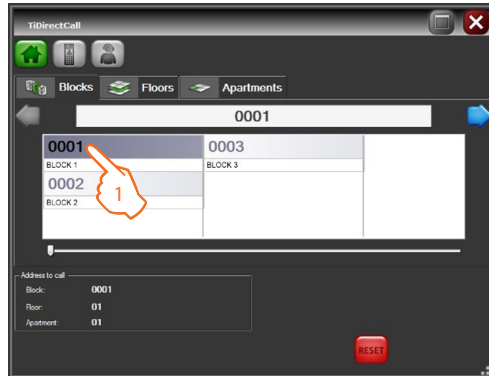 TiDirectCall
Blocks Floors Apartments
0001
0001 0003
BLOCK 1 BLOCK 3
0002
BLOCK 2
1
Address to call
Block: 0001
Floor: 01
Apartment: 01
RESET